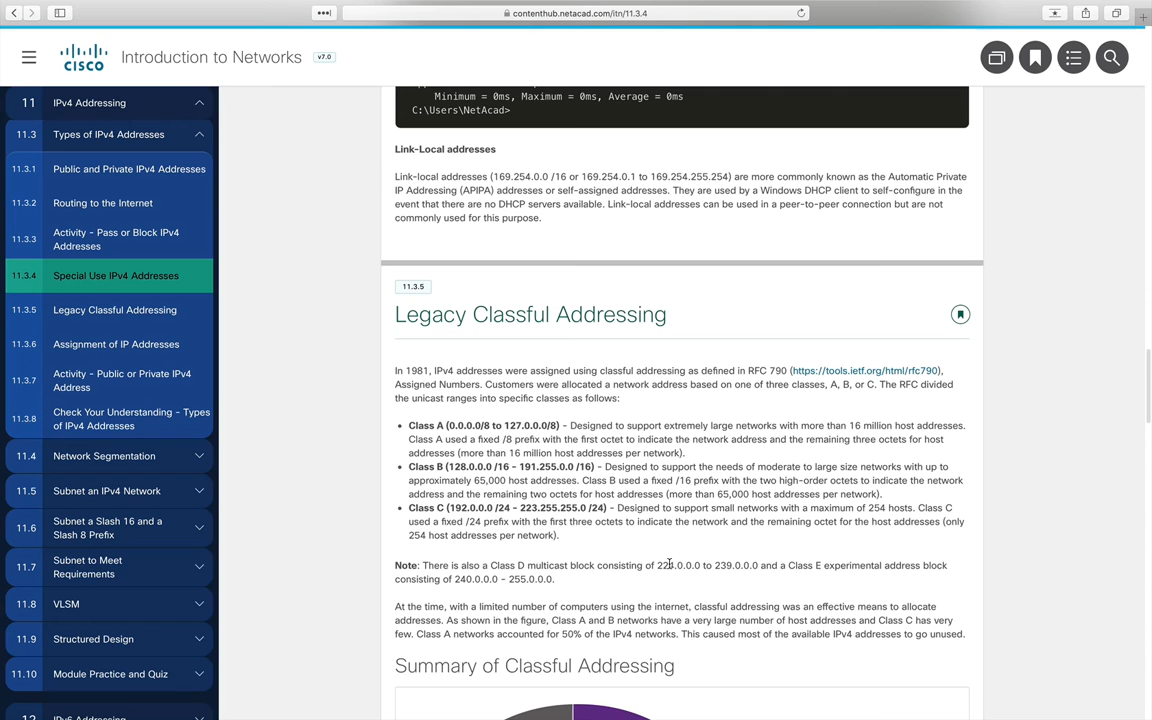 contenthub.netacad.com/itn/11.3.4
CISCO
Introduction to Networks
v7.0
11 IPv4 Addressing
11.3 Types of IPv4 Addresses
11.3.1 Public and Private IPv4 Addresses
11.3.2 Routing to the Internet
11.3.3 Activity - Pass or Block IPv4
Addresses
11.3.4 Special Use IPv4 Addresses
11.3.5 Legacy Classful Addressing
11.3.6 Assignment of IP Addresses
11.3.7 Activity - Public or Private IPv4
Address
11.3.8 Check Your Understanding - Types
of IPv4 Addresses
11.4 Network Segmentation
11.5 Subnet an IPv4 Network
11.6 Subnet a Slash 16 and a
Slash 8 Prefix
11.7 Subnet to Meet
Requirements
11.8 VLSM
11.9 Structured Design
11.10 Module Practice and Quiz
12 IPv6 Addressing
Minimum = 0ms, Maximum = 0ms, Average = 0ms
C:\Users\NetAcad>
Link-Local addresses
Link-local addresses (169.254.0.0 /16 or 169.254.0.1 to 169.254.255.254) are more commonly known as the Automatic Private
IP Addressing (APIPA) addresses or self-assigned addresses. They are used by a Windows DHCP client to self-configure in the
event that there are no DHCP servers available. Link-local addresses can be used in a peer-to-peer connection but are not
commonly used for this purpose.
11.3.5
Legacy Classful Addressing
In 1981, IPv4 addresses were assigned using classful addressing as defined in RFC 790 (https://tools.ietf.org/html/rfc790),
Assigned Numbers. Customers were allocated a network address based on one of three classes, A, B, or C. The RFC divided
the unicast ranges into specific classes as follows:
• Class A (0.0.0.0/8 to 127.0.0.0/8) - Designed to support extremely large networks with more than 16 million host addresses.
Class A used a fixed /8 prefix with the first octet to indicate the network address and the remaining three octets for host
addresses (more than 16 million host addresses per network).
• Class B (128.0.0.0 /16 - 191.255.0.0 /16) - Designed to support the needs of moderate to large size networks with up to
approximately 65,000 host addresses. Class B used a fixed /16 prefix with the two high-order octets to indicate the network
address and the remaining two octets for host addresses (more than 65,000 host addresses per network).
• Class C (192.0.0.0 /24 - 223.255.255.0 /24) - Designed to support small networks with a maximum of 254 hosts. Class C
used a fixed /24 prefix with the first three octets to indicate the network and the remaining octet for the host addresses (only
254 host addresses per network).
Note: There is also a Class D multicast block consisting of 224.0.0.0 to 239.0.0.0 and a Class E experimental address block
consisting of 240.0.0.0 - 255.0.0.0.
At the time, with a limited number of computers using the internet, classful addressing was an effective means to allocate
addresses. As shown in the figure, Class A and B networks have a very large number of host addresses and Class C has very
few. Class A networks accounted for 50% of the IPv4 networks. This caused most of the available IPv4 addresses to go unused.
Summary of Classful Addressing